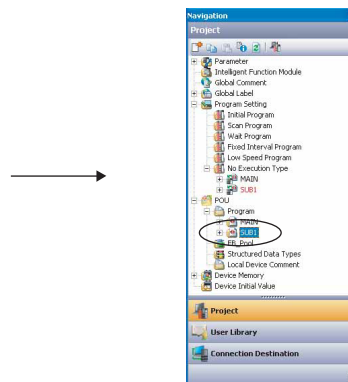 Navigation
Project
Parameter
Intelligent Function Module
Global Comment
Global Label
Program Setting
Initial Program
Scan Program
Wait Program
Fixed Interval Program
Low Speed Program
No Execution Type
MAIN
SUB1
POU
Program
MAIN
SUB1
FB_Pool
Structured Data Types
Local Device Comment
Device Memory
Device Initial Value
Project
User Library
Connection Destination